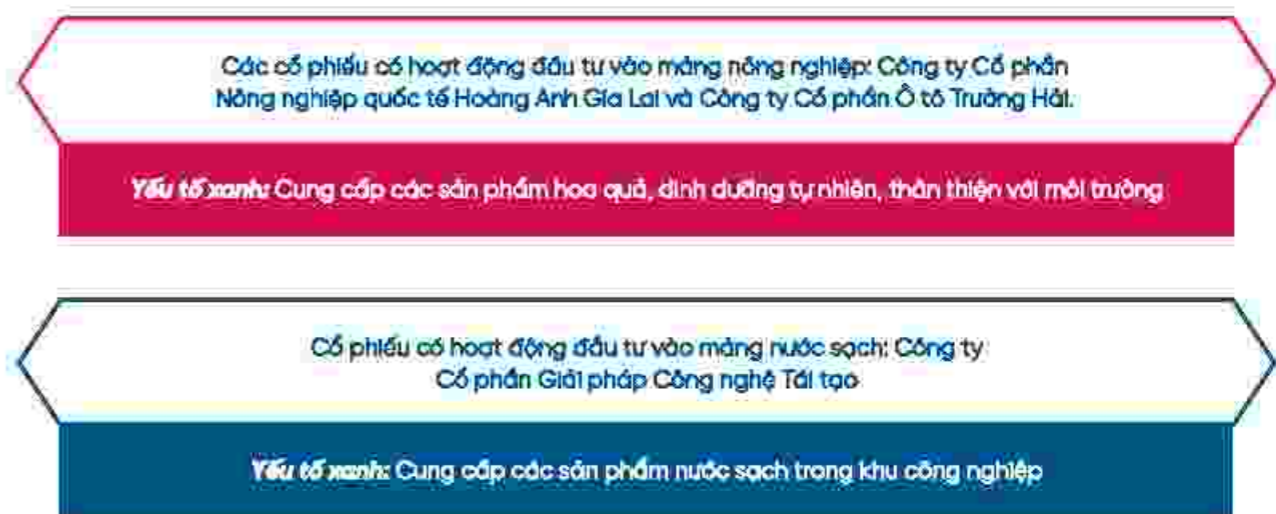 Các cổ phiếu có hoạt động đầu tư vào mảng nông nghiệp: Công ty Cổ phần
Nông nghiệp quốc tế Hoàng Anh Gia Lai và Công ty Cổ phần Ô tô Trường Hải.
Yếu tố xanh: Cung cấp các sản phẩm hoa quả, dinh dưỡng tự nhiên, thân thiện với môi trường
Cổ phiếu có hoạt động đầu tư vào mảng nước sạch: Công ty
Cổ phần Giải pháp Công nghệ Tái tạo
Yếu tố xanh: Cung cấp các sản phẩm nước sạch trong khu công nghiệp